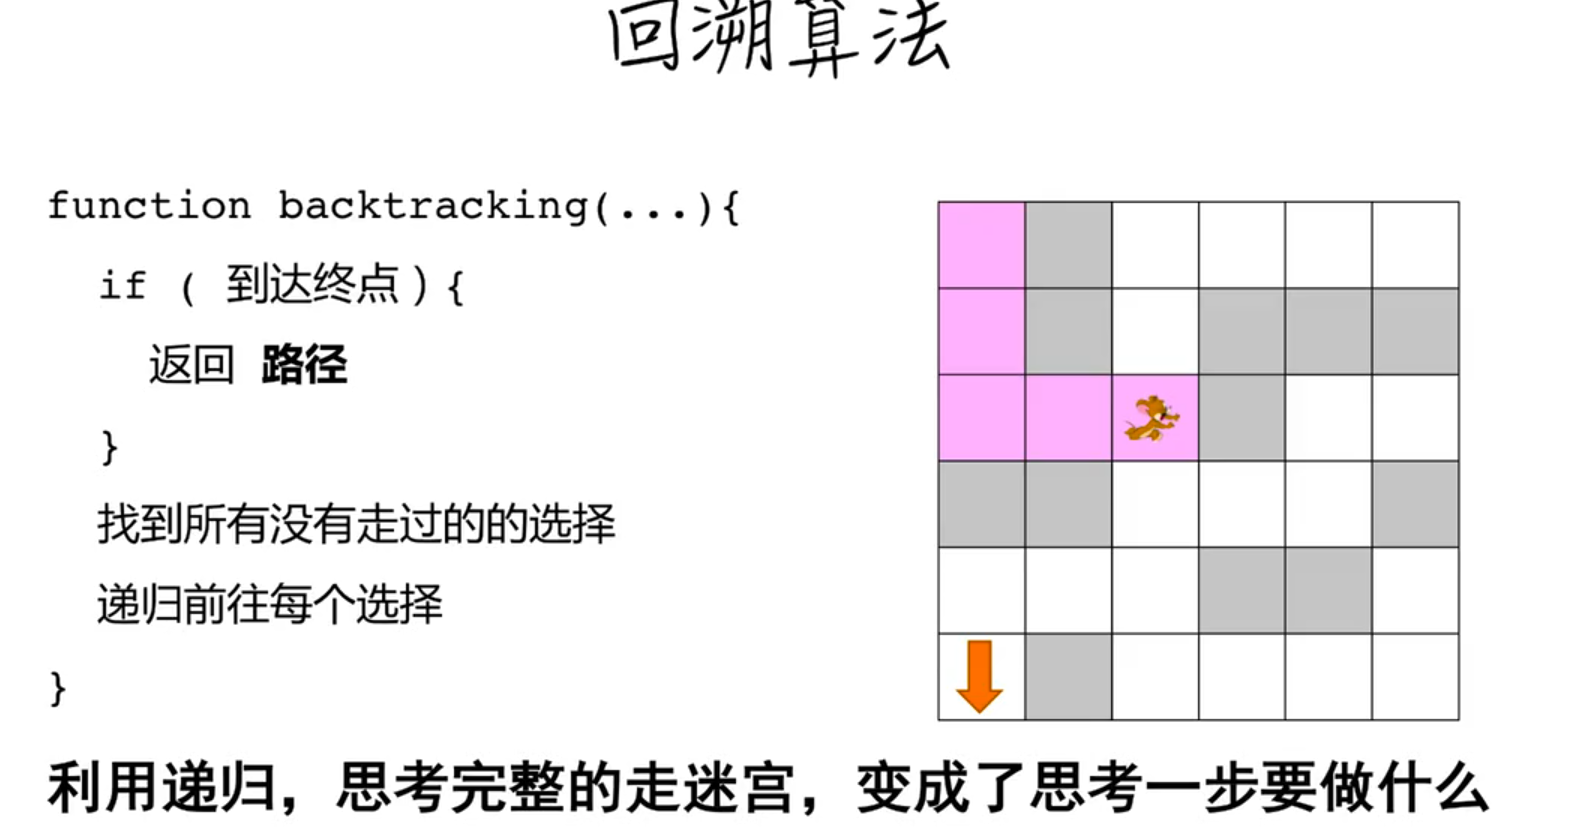 回溯算法
function backtracking(...){
if ( 到达终点 ) {
返回 路径
}
找到所有没有走过的的选择
递归前往每个选择
}
利用递归，思考完整的走迷宫，变成了思考一步要做什么